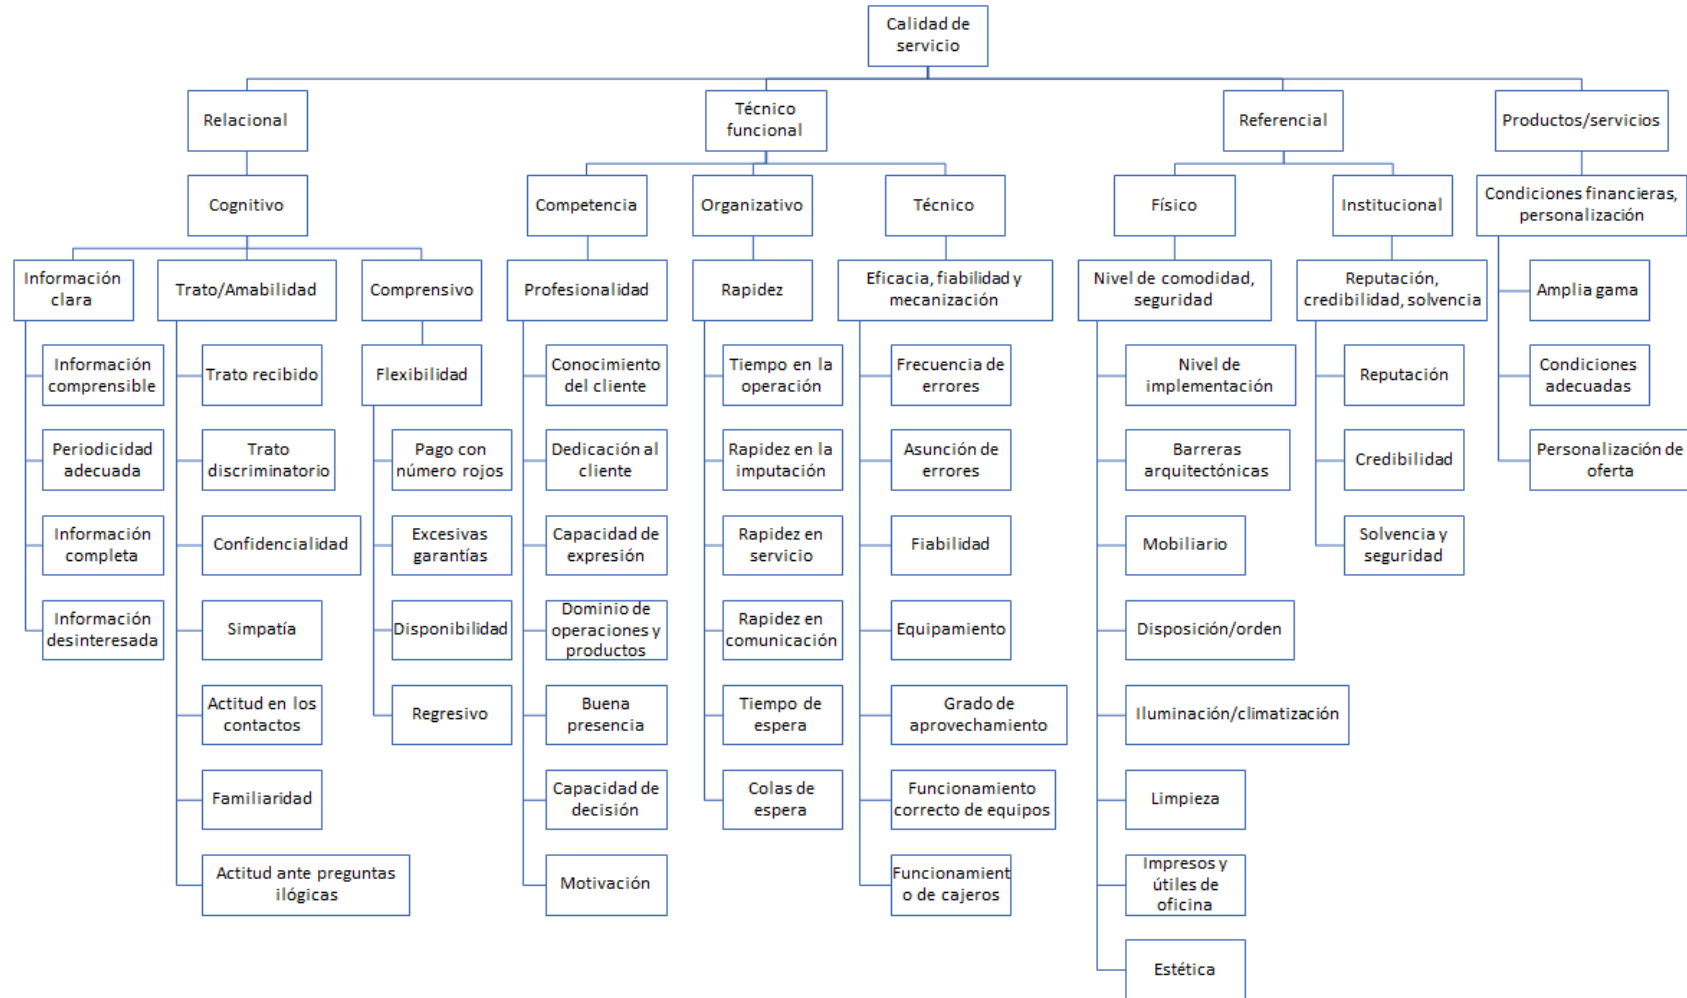 Calidad de
servicio
Relacional
Técnico
funcional
Referencial
Productos/servicios
Cognitivo
Competencia
Organizativo
Técnico
Físico
Institucional
Condiciones financieras,
personalización
Información
clara
Trato/Amabilidad
Comprensivo
Profesionalidad
Rapidez
Eficacia, fiabilidad y
mecanización
Nivel de comodidad,
seguridad
Reputación,
credibilidad, solvencia
Amplia gama
Información
comprensible
Trato recibido
Flexibilidad
Conocimiento
del cliente
Tiempo en la
operación
Frecuencia de
errores
Nivel de
implementación
Reputación
Condiciones
adecuadas
Periodicidad
adecuada
Trato
discriminatorio
Pago con
número rojos
Dedicación al
cliente
Rapidez en
la imputación
Asunción de
errores
Barreras
arquitectónicas
Credibilidad
Personalización de
oferta
Información
completa
Confidencialidad
Excesivas
garantías
Capacidad de
expresión
Rapidez en
servicio
Fiabilidad
Mobiliario
Solvencia y
seguridad
Información
desinteresada
Simpatía
Disponibilidad
Dominio de
operaciones y
productos
Rapidez en
comunicación
Equipamiento
Disposición/orden
Actitud en los
contactos
Regresivo
Buena
presencia
Tiempo de
espera
Grado de
aprovechamiento
Iluminación/climatización
Familiaridad
Capacidad de
decisión
Colas de
espera
Funcionamiento
correcto de equipos
Limpieza
Actitud ante preguntas
ilógicas
Motivación
Funcionamient
o de cajeros
Impresos y
útiles de
oficina
Estética